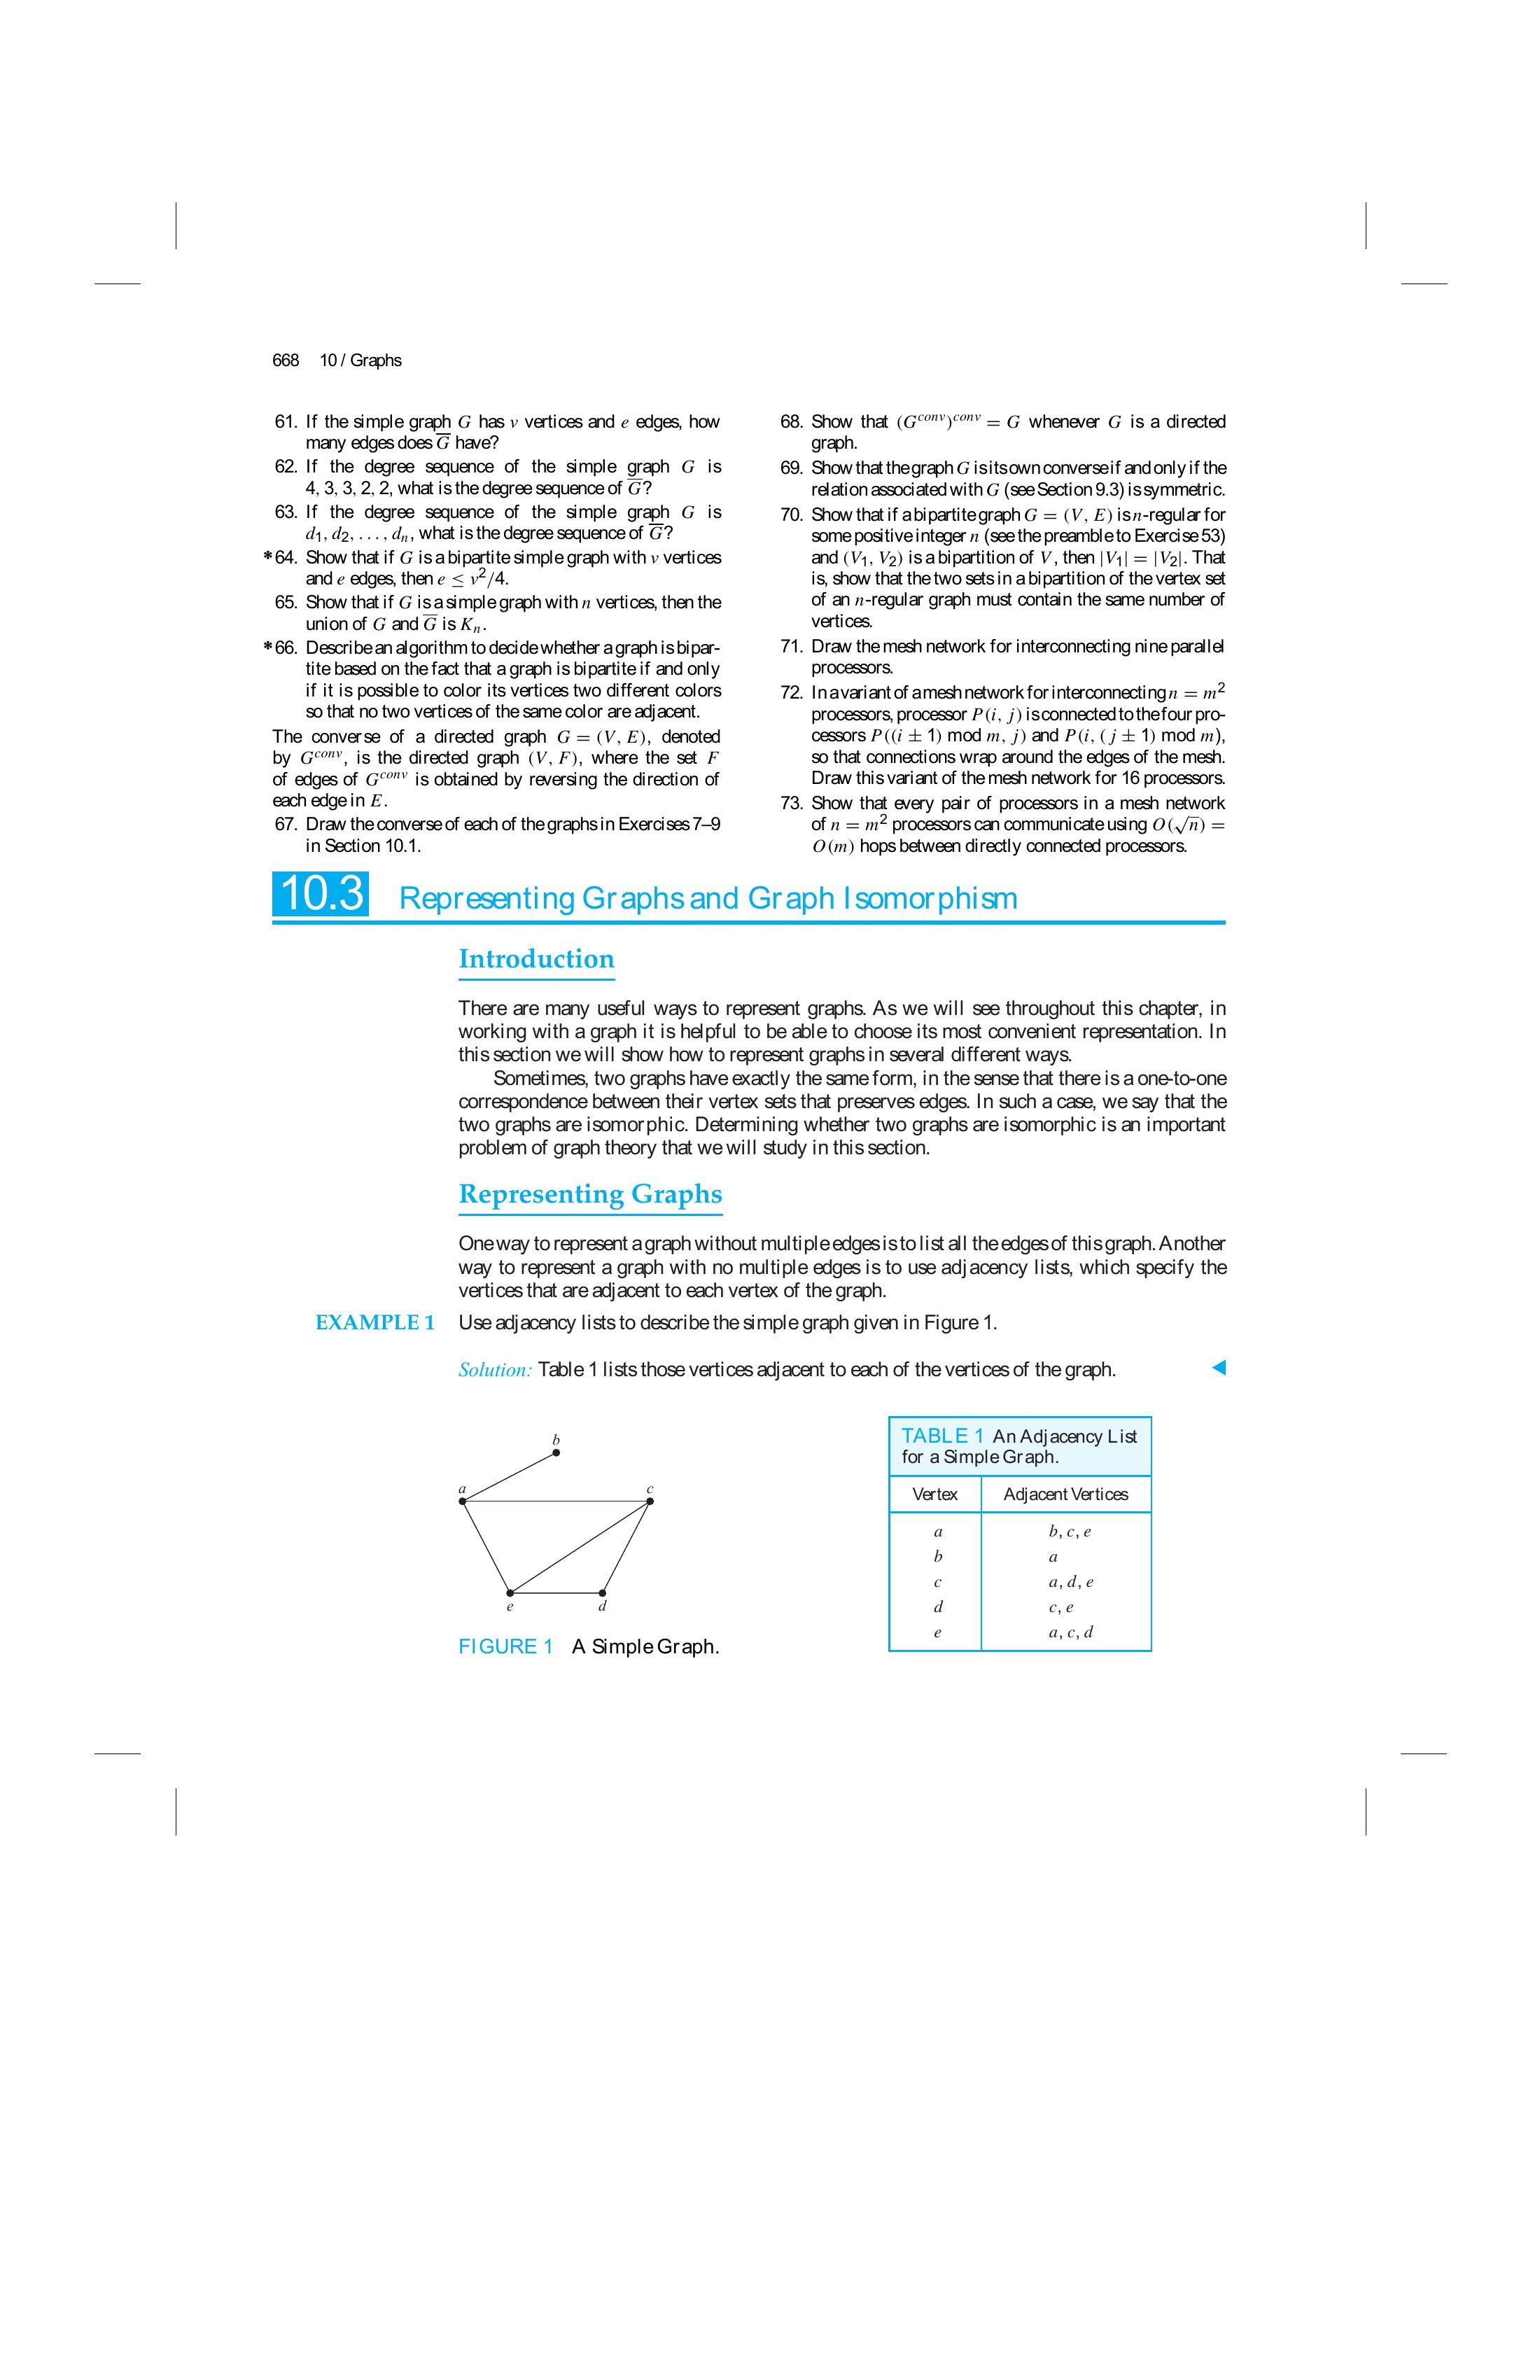 668 10 / Graphs
61. If the simple graph G has v vertices and e edges, how
many edges does G̅ have?
62. If the degree sequence of the simple graph G is
4, 3, 3, 2, 2, what is the degree sequence of G̅?
63. If the degree sequence of the simple graph G is
d₁, d₂, . . . , dₙ, what is the degree sequence of G̅?
*64. Show that if G is a bipartite simple graph with v vertices
and e edges, then e ≤ v²/4.
65. Show that if G is a simple graph with n vertices, then the
union of G and G̅ is Kₙ.
*66. Describe an algorithm to decide whether a graph is bipar-
tite based on the fact that a graph is bipartite if and only
if it is possible to color its vertices two different colors
so that no two vertices of the same color are adjacent.
The converse of a directed graph G = (V, E), denoted
by G^conv, is the directed graph (V, F), where the set F
of edges of G^conv is obtained by reversing the direction of
each edge in E.
67. Draw the converse of each of the graphs in Exercises 7–9
in Section 10.1.
68. Show that (G^conv)^conv = G whenever G is a directed
graph.
69. Show that the graph G is its own converse if and only if the
relation associated with G (see Section 9.3) is symmetric.
70. Show that if a bipartite graph G = (V, E) is n-regular for
some positive integer n (see the preamble to Exercise 53)
and (V₁, V₂) is a bipartition of V, then |V₁| = |V₂|. That
is, show that the two sets in a bipartition of the vertex set
of an n-regular graph must contain the same number of
vertices.
71. Draw the mesh network for interconnecting nine parallel
processors.
72. In a variant of a mesh network for interconnecting n = m²
processors, processor P(i, j) is connected to the four pro-
cessors P((i ± 1) mod m, j) and P(i, (j ± 1) mod m),
so that connections wrap around the edges of the mesh.
Draw this variant of the mesh network for 16 processors.
73. Show that every pair of processors in a mesh network
of n = m² processors can communicate using O(√n) =
O(m) hops between directly connected processors.
10.3 Representing Graphs and Graph Isomorphism
Introduction
There are many useful ways to represent graphs. As we will see throughout this chapter, in
working with a graph it is helpful to be able to choose its most convenient representation. In
this section we will show how to represent graphs in several different ways.
Sometimes, two graphs have exactly the same form, in the sense that there is a one-to-one
correspondence between their vertex sets that preserves edges. In such a case, we say that the
two graphs are isomorphic. Determining whether two graphs are isomorphic is an important
problem of graph theory that we will study in this section.
Representing Graphs
One way to represent a graph without multiple edges is to list all the edges of this graph. Another
way to represent a graph with no multiple edges is to use adjacency lists, which specify the
vertices that are adjacent to each vertex of the graph.
EXAMPLE 1 Use adjacency lists to describe the simple graph given in Figure 1.
Solution: Table 1 lists those vertices adjacent to each of the vertices of the graph.
b
a c
e d
FIGURE 1 A Simple Graph.
TABLE 1 An Adjacency List
for a Simple Graph.
Vertex Adjacent Vertices
a b, c, e
b a
c a, d, e
d c, e
e a, c, d